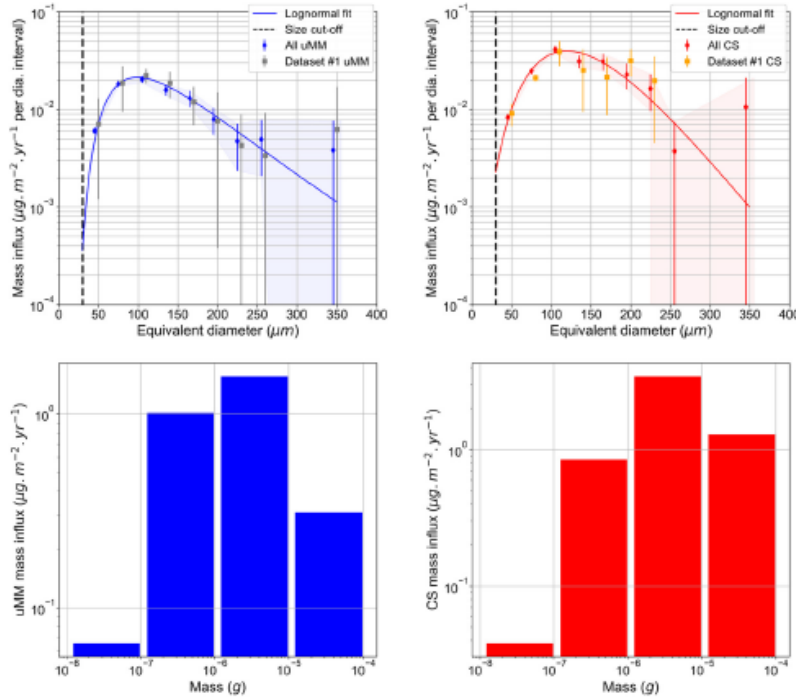 Lognormal fit
Size cut-off
All uMM
Dataset #1 uMM
Mass influx (μg. m⁻². yr⁻¹ per dia. interval)
10⁻¹
10⁻²
10⁻³
10⁻⁴
0 50 100 150 200 250 300 350 400
Equivalent diameter (μm)
Lognormal fit
Size cut-off
All CS
Dataset #1 CS
Mass influx (μg. m⁻². yr⁻¹ per dia. interval)
10⁻¹
10⁻²
10⁻³
10⁻⁴
0 50 100 150 200 250 300 350 400
Equivalent diameter (μm)
uMM mass influx (μg. m⁻². yr⁻¹)
10⁰
10⁻¹
10⁻⁸ 10⁻⁷ 10⁻⁶ 10⁻⁵ 10⁻⁴
Mass (g)
CS mass influx (μg. m⁻². yr⁻¹)
10⁰
10⁻¹
10⁻⁸ 10⁻⁷ 10⁻⁶ 10⁻⁵ 10⁻⁴
Mass (g)